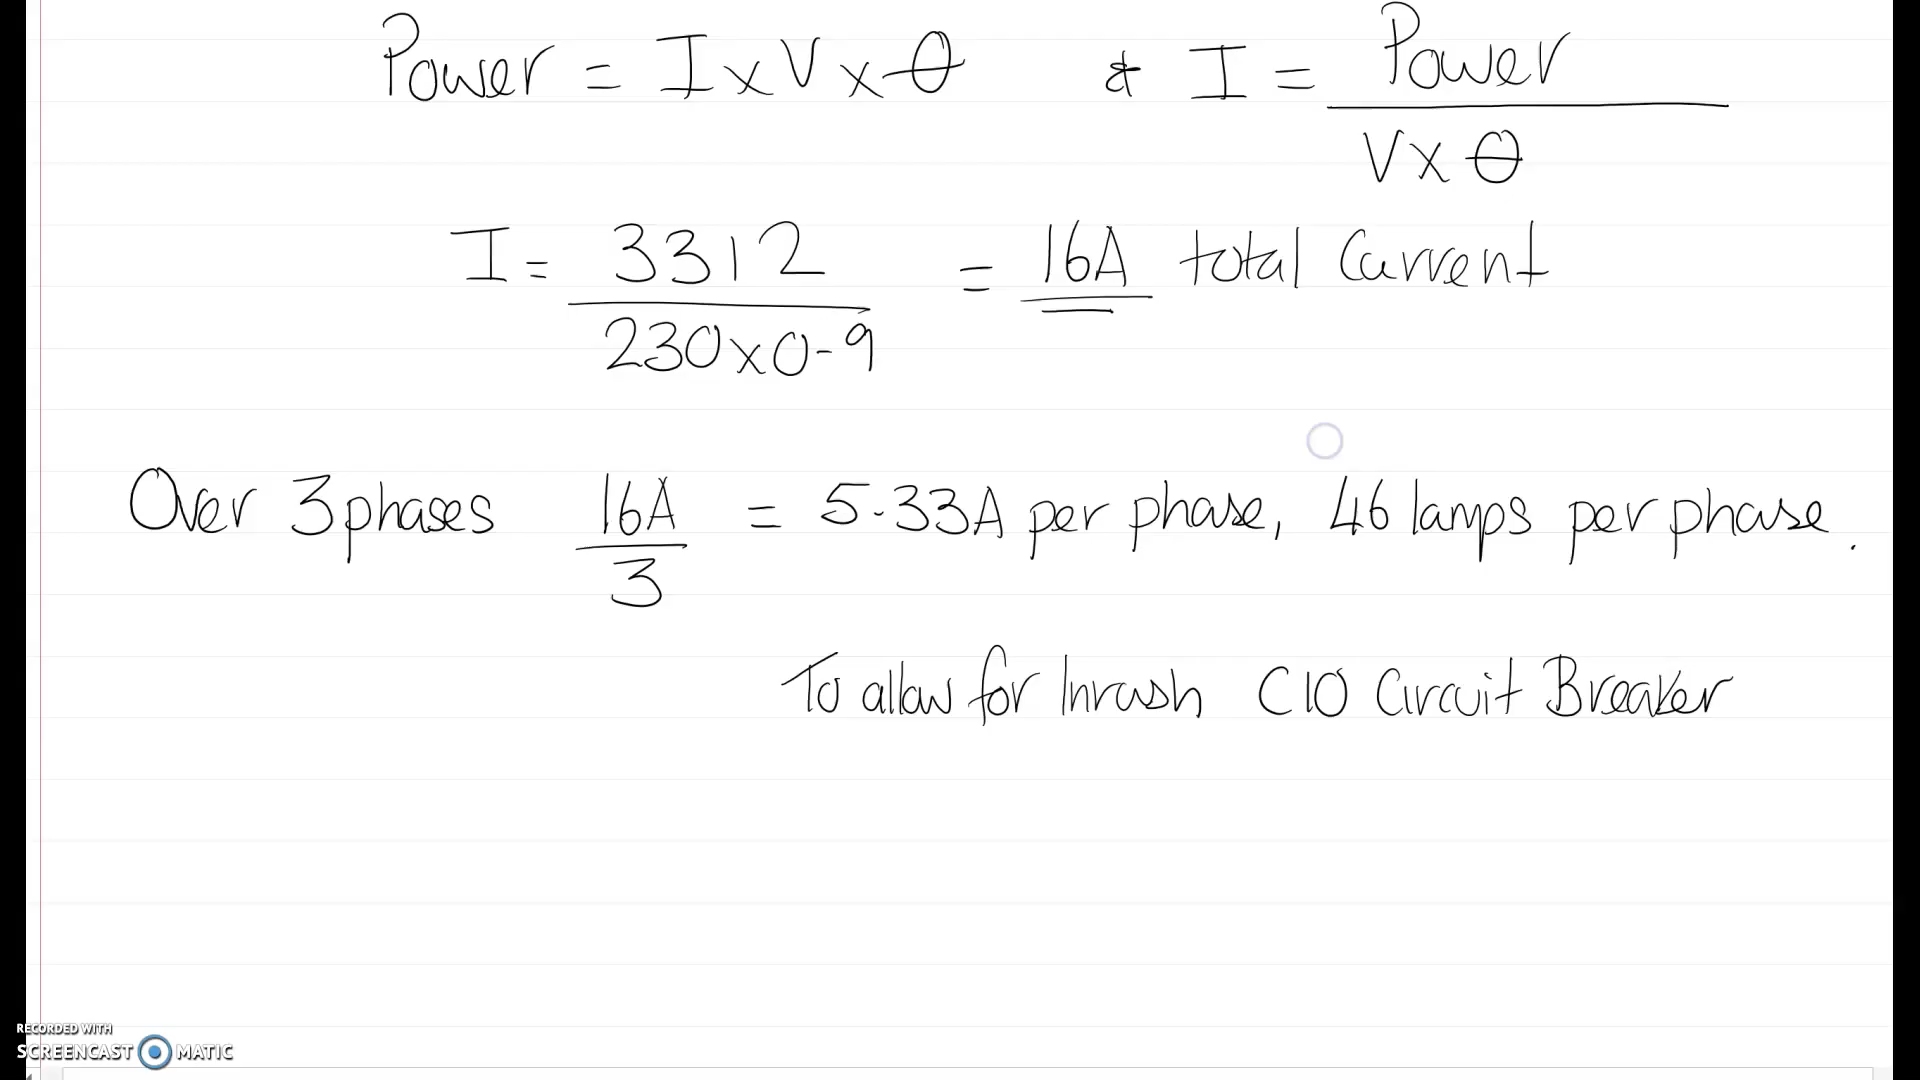 Power = I x V x θ & I = Power / V x θ
I = 3312 / 230 x 0.9 = 16A total Current
Over 3 phases 16A / 3 = 5.33A per phase, 46 lamps per phase.
To allow for Inrush C10 Circuit Breaker
RECORDED WITH
SCREENCAST MATIC